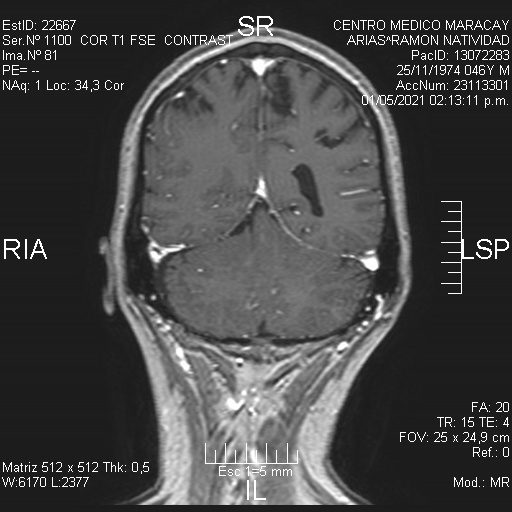 EstID: 22667
Ser.Nº 1100 COR T1 FSE CONTRAST
Ima.Nº 81
PE= --
NAq: 1 Loc: 34,3 Cor
SR
CENTRO MEDICO MARACAY
ARIAS^RAMON NATIVIDAD
PacID: 13072283
25/11/1974 046Y M
AccNum: 23113301
01/05/2021 02:13:11 p.m.
RIA
LSP
FA: 20
TR: 15 TE: 4
FOV: 25 x 24,9 cm
Ref.: 0
Matriz 512 x 512 Thk: 0,5
W:6170 L:2377
Esc 1=5 mm
IL
Mod.: MR